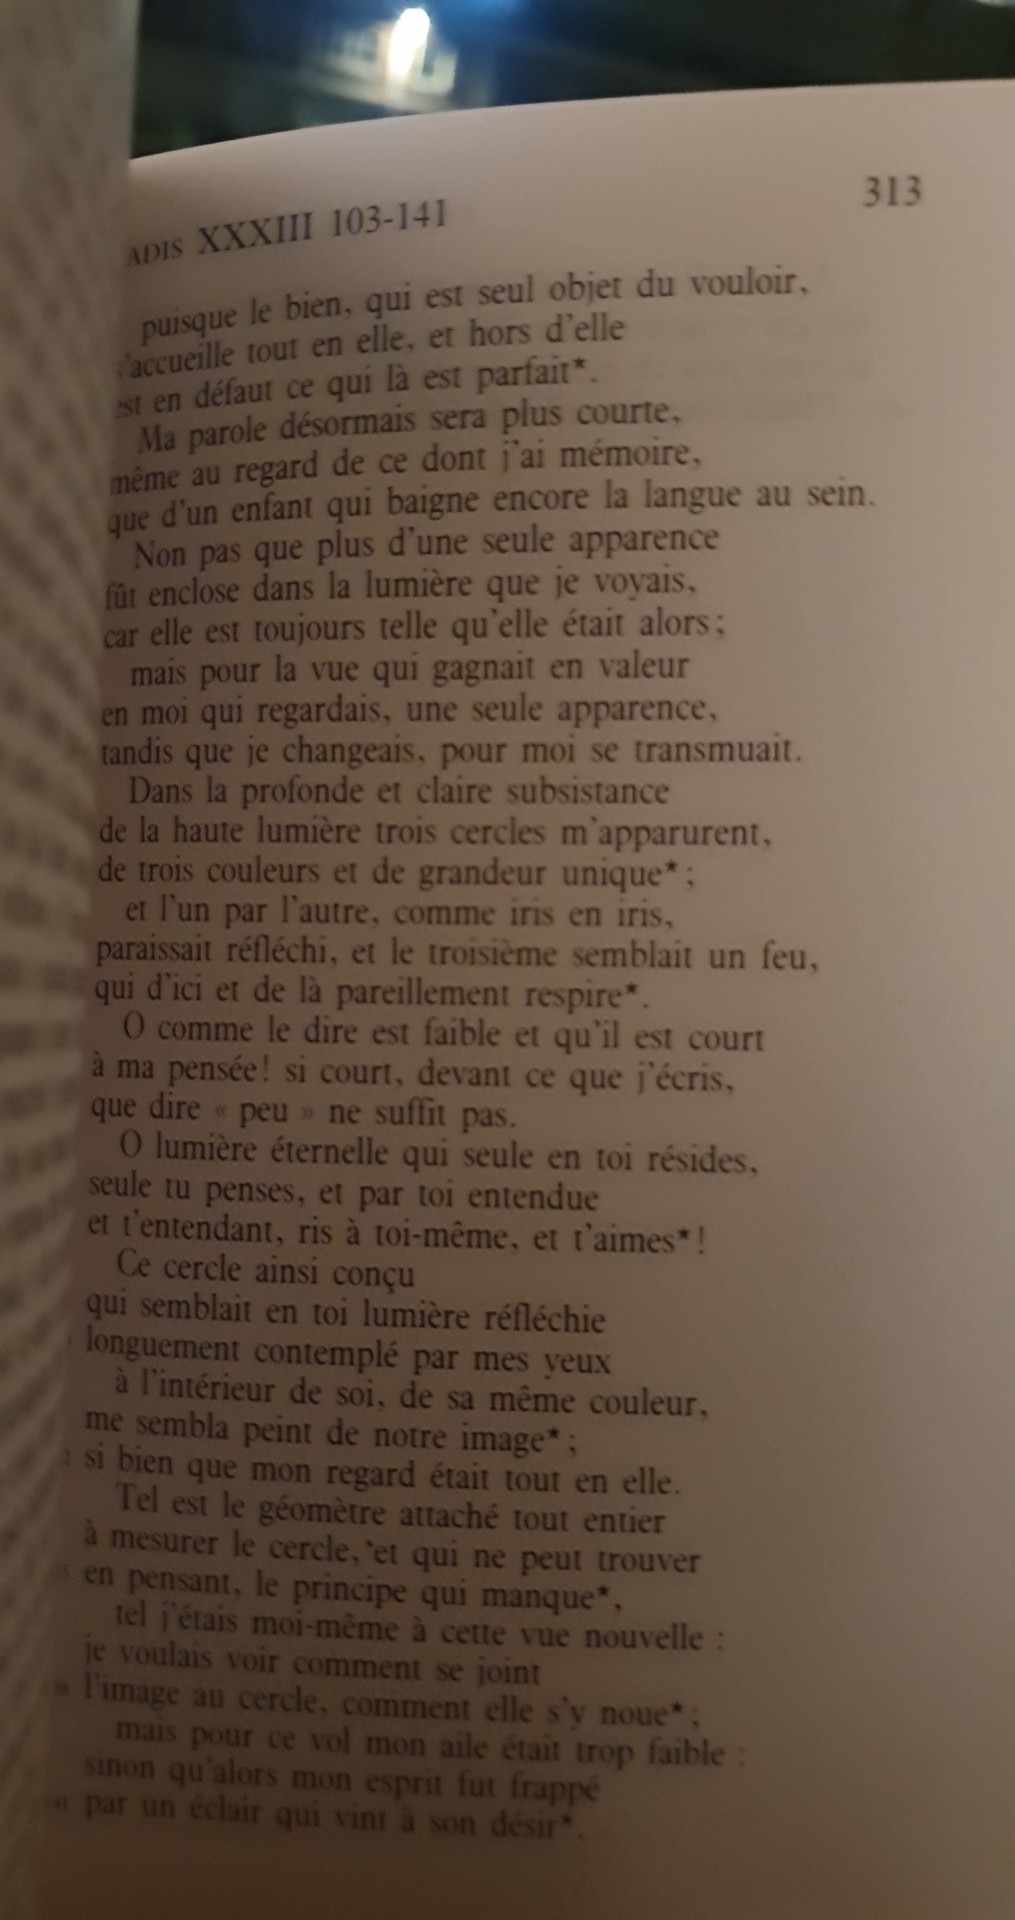 ADIS XXXIII 103-141
313
puisque le bien, qui est seul objet du vouloir,
s'accueille tout en elle, et hors d'elle
est en défaut ce qui là est parfait*.
Ma parole désormais sera plus courte,
même au regard de ce dont j'ai mémoire,
que d'un enfant qui baigne encore la langue au sein.
Non pas que plus d'une seule apparence
fût enclose dans la lumière que je voyais,
car elle est toujours telle qu'elle était alors;
mais pour la vue qui gagnait en valeur
en moi qui regardais, une seule apparence,
tandis que je changeais, pour moi se transmuait.
Dans la profonde et claire subsistance
de la haute lumière trois cercles m'apparurent,
de trois couleurs et de grandeur unique*;
et l'un par l'autre, comme iris en iris,
paraissait réfléchi, et le troisième semblait un feu,
qui d'ici et de là pareillement respire*.
O comme le dire est faible et qu'il est court
à ma pensée! si court, devant ce que j'écris,
que dire « peu » ne suffit pas.
O lumière éternelle qui seule en toi résides,
seule tu penses, et par toi entendue
et t'entendant, ris à toi-même, et t'aimes*!
Ce cercle ainsi conçu
qui semblait en toi lumière réfléchie
longuement contemplé par mes yeux
à l'intérieur de soi, de sa même couleur,
me sembla peint de notre image*;
si bien que mon regard était tout en elle.
Tel est le géomètre attaché tout entier
à mesurer le cercle, et qui ne peut trouver
en pensant, le principe qui manque*,
tel j'étais moi-même à cette vue nouvelle :
je voulais voir comment se joint
l'image au cercle, comment elle s'y noue*;
mais pour ce vol mon aile était trop faible :
sinon qu'alors mon esprit fut frappé
par un éclair qui vint à son désir*.